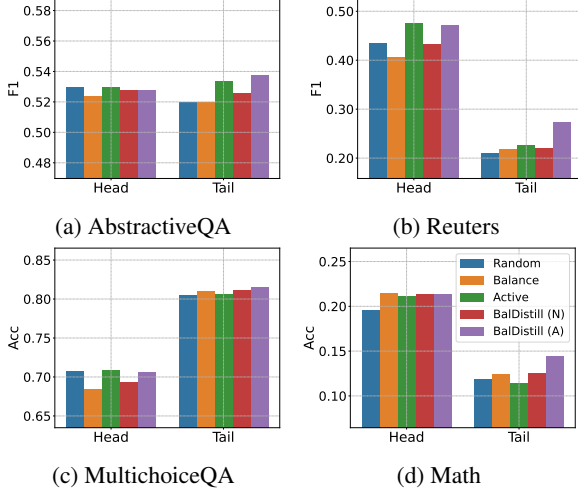 0.58
0.56
0.54
0.52
0.50
0.48
F1
Head
Tail
(a) AbstractiveQA
0.50
0.40
0.30
0.20
F1
Head
Tail
(b) Reuters
0.85
0.80
0.75
0.70
0.65
Acc
Head
Tail
(c) MultichoiceQA
0.25
0.20
0.15
0.10
Acc
Random
Balance
Active
BalDistill (N)
BalDistill (A)
Head
Tail
(d) Math